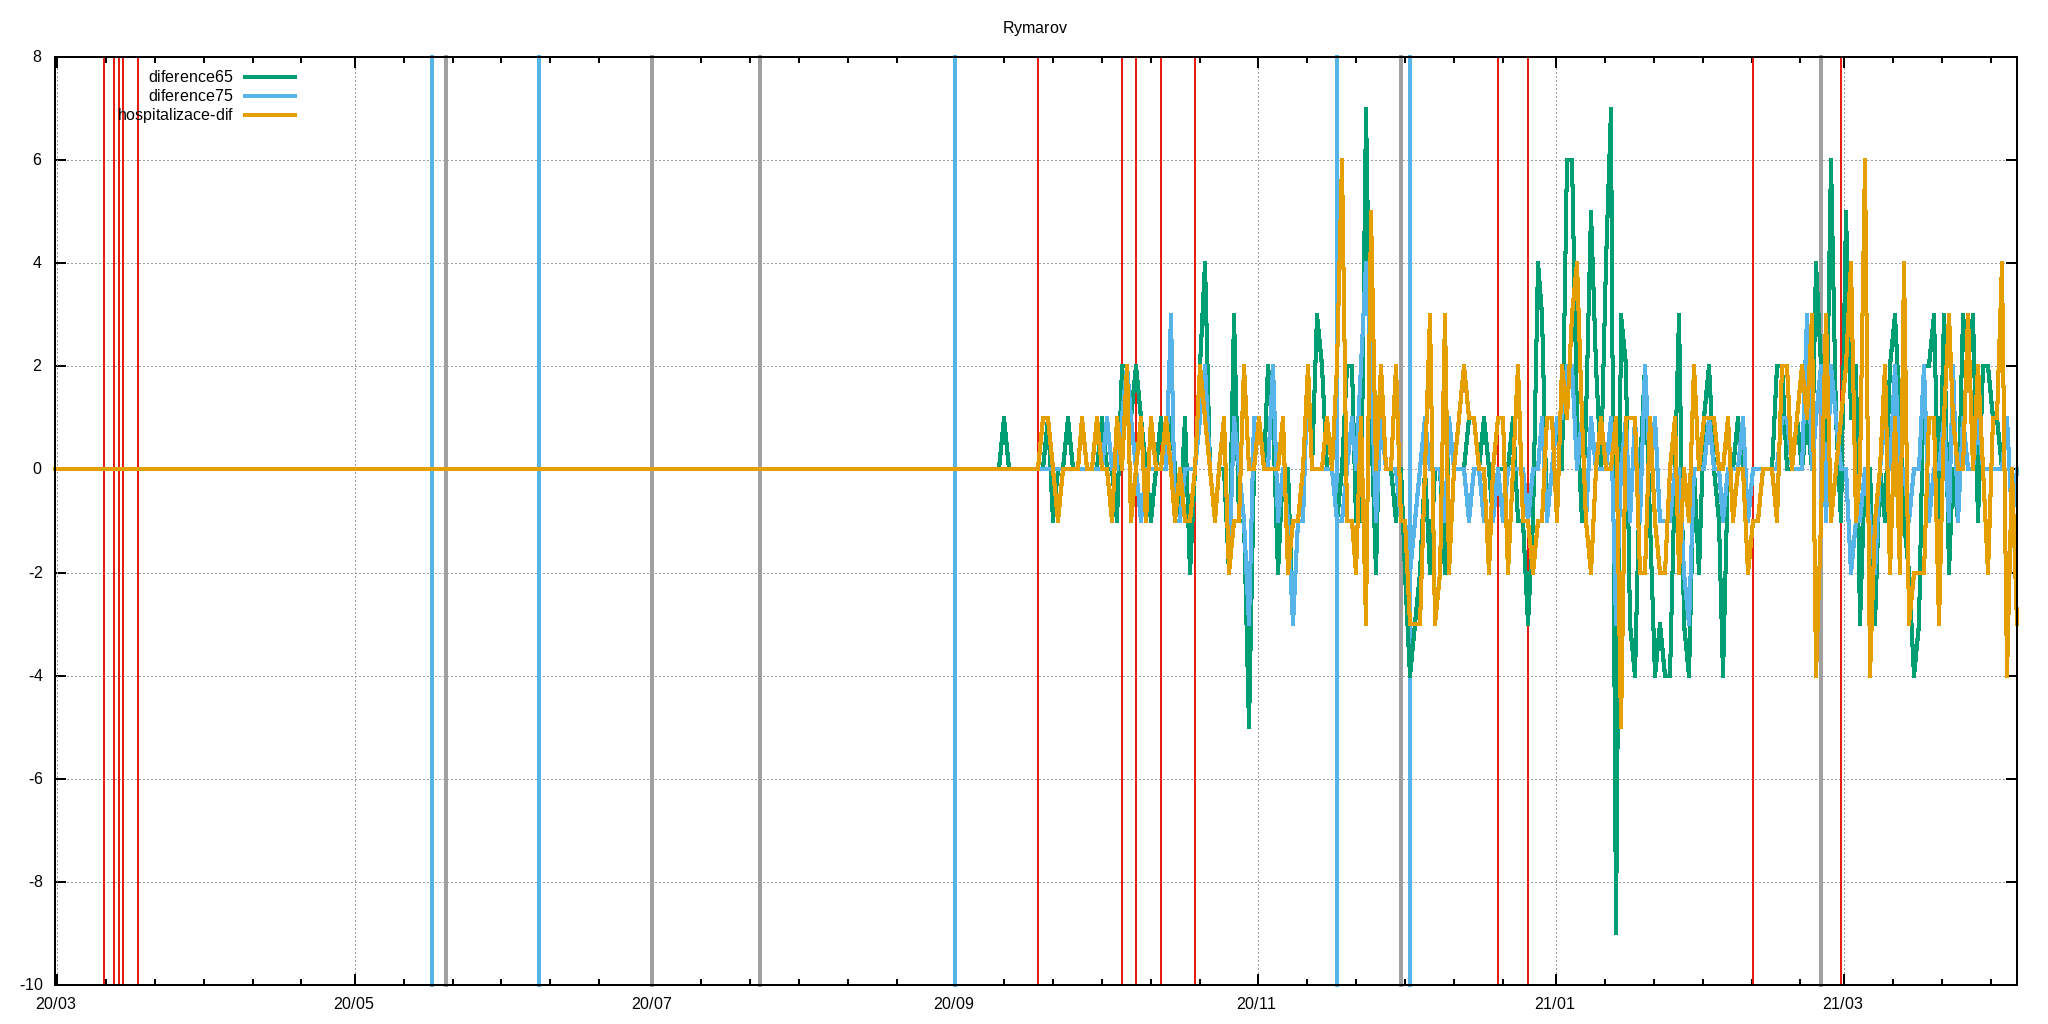 Rymarov
8
diference65
diference75
hospitalizace-dif
6
4
2
0
-2
-4
-6
-8
-10
20/03 20/05 20/07 20/09 20/11 21/01 21/03